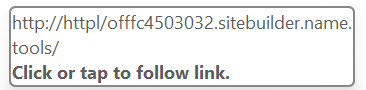 http://httpl/offfc4503032.sitebuilder.name.
tools/
Click or tap to follow link.